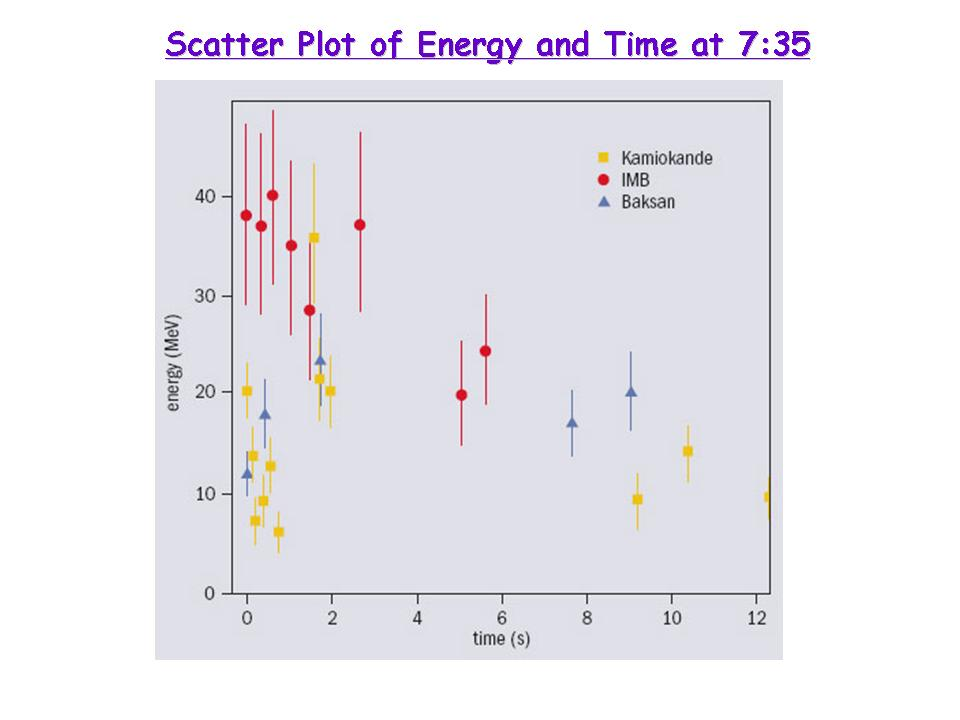 Scatter Plot of Energy and Time at 7:35
Kamiokande
IMB
Baksan
energy (MeV)
40
30
20
10
0
0 2 4 6 8 10 12
time (s)